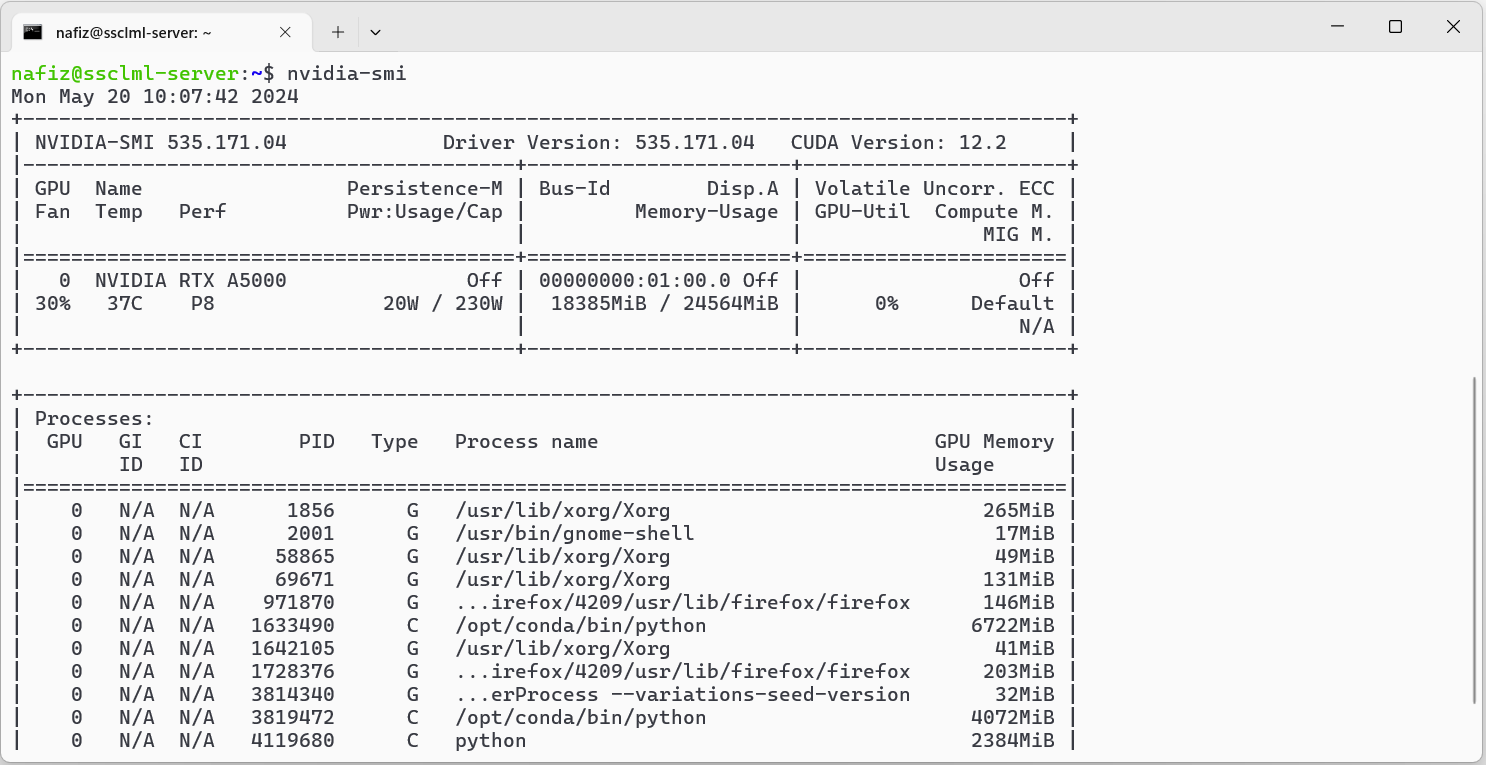 nafiz@ssclml-server: ~
nafiz@ssclml-server:~$ nvidia-smi
Mon May 20 10:07:42 2024
+---------------------------------------------------------------------------------------+
| NVIDIA-SMI 535.171.04             Driver Version: 535.171.04   CUDA Version: 12.2     |
|-----------------------------------------+----------------------+----------------------+
| GPU  Name                 Persistence-M | Bus-Id        Disp.A | Volatile Uncorr. ECC |
| Fan  Temp   Perf          Pwr:Usage/Cap |         Memory-Usage | GPU-Util  Compute M. |
|                                         |                      |               MIG M. |
|=========================================+======================+======================|
|   0  NVIDIA RTX A5000               Off | 00000000:01:00.0 Off |                  Off |
| 30%   37C    P8              20W / 230W |  18385MiB / 24564MiB |      0%      Default |
|                                         |                      |                  N/A |
+-----------------------------------------+----------------------+----------------------+
+---------------------------------------------------------------------------------------+
| Processes:                                                                            |
|  GPU   GI   CI        PID   Type   Process name                            GPU Memory |
|        ID   ID                                                             Usage      |
|=======================================================================================|
|    0   N/A  N/A      1856      G   /usr/lib/xorg/Xorg                          265MiB |
|    0   N/A  N/A      2001      G   /usr/bin/gnome-shell                         17MiB |
|    0   N/A  N/A     58865      G   /usr/lib/xorg/Xorg                           49MiB |
|    0   N/A  N/A     69671      G   /usr/lib/xorg/Xorg                          131MiB |
|    0   N/A  N/A    971870      G   ...irefox/4209/usr/lib/firefox/firefox      146MiB |
|    0   N/A  N/A   1633490      C   /opt/conda/bin/python                      6722MiB |
|    0   N/A  N/A   1642105      G   /usr/lib/xorg/Xorg                           41MiB |
|    0   N/A  N/A   1728376      G   ...irefox/4209/usr/lib/firefox/firefox      203MiB |
|    0   N/A  N/A   3814340      G   ...erProcess --variations-seed-version       32MiB |
|    0   N/A  N/A   3819472      C   /opt/conda/bin/python                      4072MiB |
|    0   N/A  N/A   4119680      C   python                                     2384MiB |